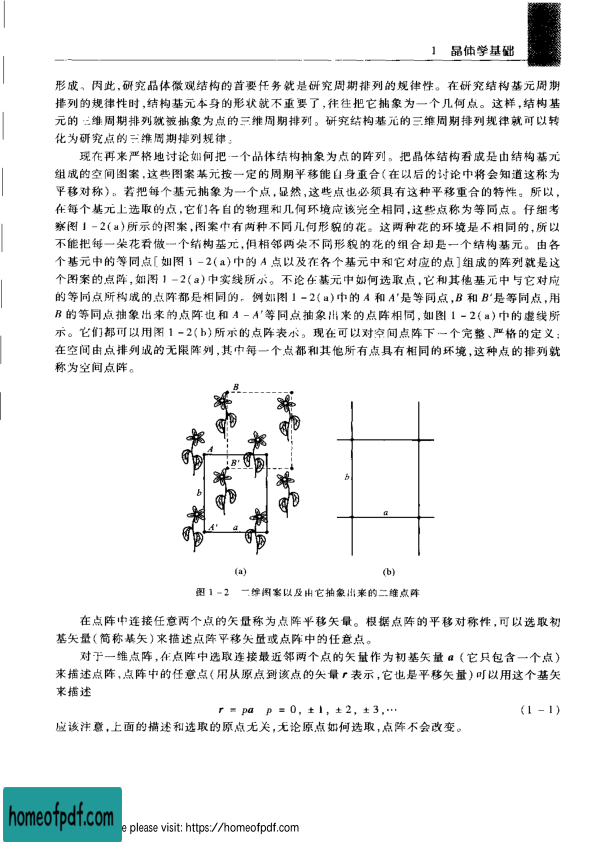 1 晶体学基础
形成。因此,研究晶体微观结构的首要任务就是研究周期排列的规律性。在研究结构基元周期
排列的规律性时,结构基元本身的形状就不重要了,往往把它抽象为一个几何点。这样,结构基
元的三维周期排列就被抽象为点的三维周期排列。研究结构基元的三维周期排列规律就可以转
化为研究点的三维周期排列规律。
现在再来严格地讨论如何把一个晶体结构抽象为点的阵列。把晶体结构看成是由结构基元
组成的空间图案,这些图案基元按一定的周期平移能自身重合(在以后的讨论中将会知道这称为
平移对称)。若把每个基元抽象为一个点,显然,这些点也必须具有这种平移重合的特性。所以,
在每个基元上选取的点,它们各自的物理和几何环境应该完全相同,这些点称为等同点。仔细考
察图 1-2(a)所示的图案,图案中有两种不同几何形貌的花。这两种花的环境是不相同的,所以
不能把每一朵花看做一个结构基元,但相邻两朵不同形貌的花的组合却是一个结构基元。由各
个基元中的等同点[如图 1-2(a)中的 A 点以及在各个基元中和它对应的点]组成的阵列就是这
个图案的点阵,如图 1-2(a)中实线所示。不论在基元中如何选取点,它和其他基元中与它对应
的等同点所构成的点阵都是相同的。例如图 1-2(a)中的 A 和 A′是等同点,B 和 B′是等同点,用
B 的等同点抽象出来的点阵也和 A-A′等同点抽象出来的点阵相同,如图 1-2(a)中的虚线所
示。它们都可以用图 1-2(b)所示的点阵表示。现在可以对空间点阵下一个完整、严格的定义:
在空间由点排列成的无限阵列,其中每一个点都和其他所有点具有相同的环境,这种点的排列就
称为空间点阵。
B
A
B′
b
A′ a
b
a
(a) (b)
图 1-2 二维图案以及由它抽象出来的二维点阵
在点阵中连接任意两个点的矢量称为点阵平移矢量。根据点阵的平移对称性,可以选取初
基矢量(简称基矢)来描述点阵平移矢量或点阵中的任意点。
对于一维点阵,在点阵中选取连接最近邻两个点的矢量作为初基矢量 a (它只包含一个点)
来描述点阵,点阵中的任意点(用从原点到该点的矢量 r 表示,它也是平移矢量)可以用这个基矢
来描述
r = pa p = 0, ±1, ±2, ±3,⋯ (1-1)
应该注意,上面的描述和选取的原点无关,无论原点如何选取,点阵不会改变。
homeofpdf.com
e please visit: https://homeofpdf.com